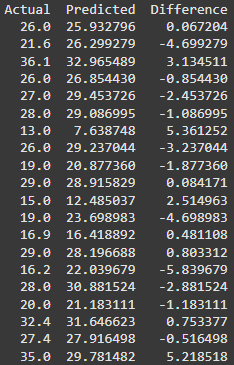 Actual Predicted Difference
26.0 25.932796 0.067204
21.6 26.299279 -4.699279
36.1 32.965489 3.134511
26.0 26.854430 -0.854430
27.0 29.453726 -2.453726
28.0 29.086995 -1.086995
13.0 7.638748 5.361252
26.0 29.237044 -3.237044
19.0 20.877360 -1.877360
29.0 28.915829 0.084171
15.0 12.485037 2.514963
19.0 23.698983 -4.698983
16.9 16.418892 0.481108
29.0 28.196688 0.803312
16.2 22.039679 -5.839679
28.0 30.881524 -2.881524
20.0 21.183111 -1.183111
32.4 31.646623 0.753377
27.4 27.916498 -0.516498
35.0 29.781482 5.218518